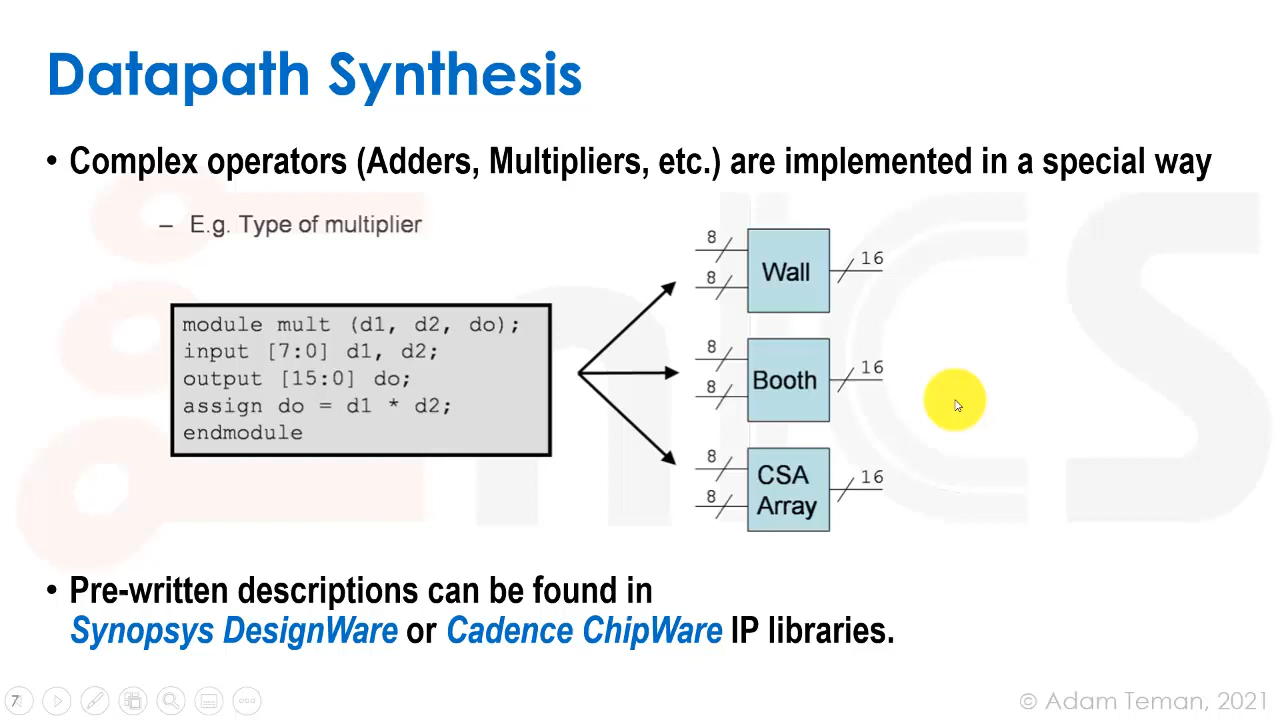 Datapath Synthesis
• Complex operators (Adders, Multipliers, etc.) are implemented in a special way
– E.g. Type of multiplier
module mult (d1, d2, do);
input [7:0] d1, d2;
output [15:0] do;
assign do = d1 * d2;
endmodule
8
8
Wall
16
8
8
Booth
16
8
8
CSA
Array
16
• Pre-written descriptions can be found in
Synopsys DesignWare or Cadence ChipWare IP libraries.
7
© Adam Teman, 2021
EnICS